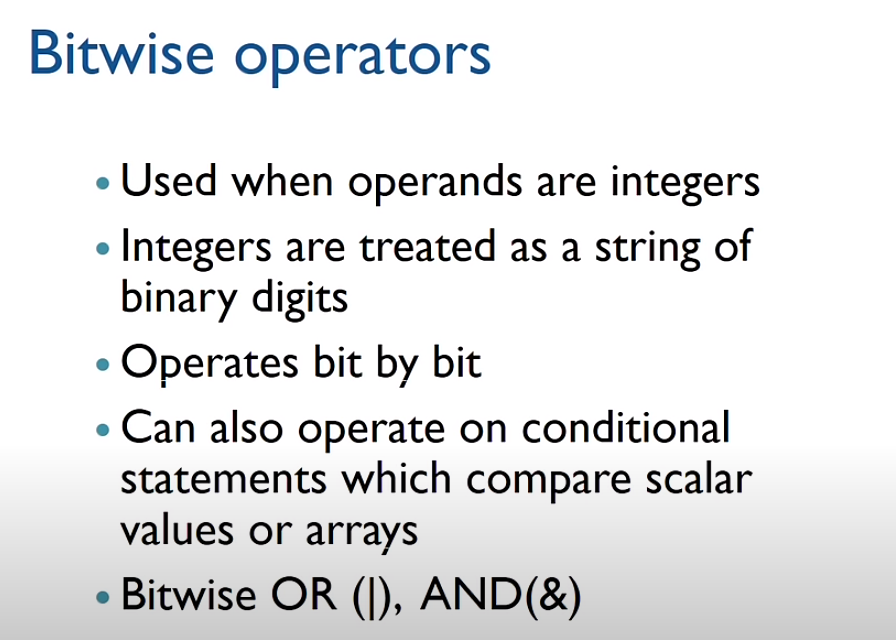 Bitwise operators
• Used when operands are integers
• Integers are treated as a string of
binary digits
• Operates bit by bit
• Can also operate on conditional
statements which compare scalar
values or arrays
• Bitwise OR (|), AND(&)